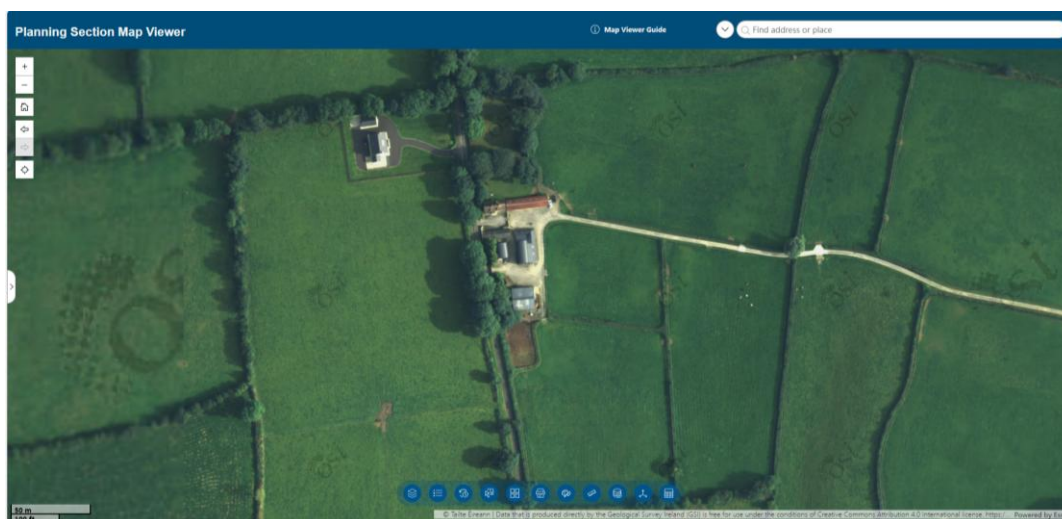 Planning Section Map Viewer
Map Viewer Guide
Find address or place
OSi
50 m
100 ft
© Tailte Éireann | Data that is produced directly by the Geological Survey Ireland (GSI) is free for use under the conditions of Creative Commons Attribution 4.0 International license. https:/...
Powered by Es